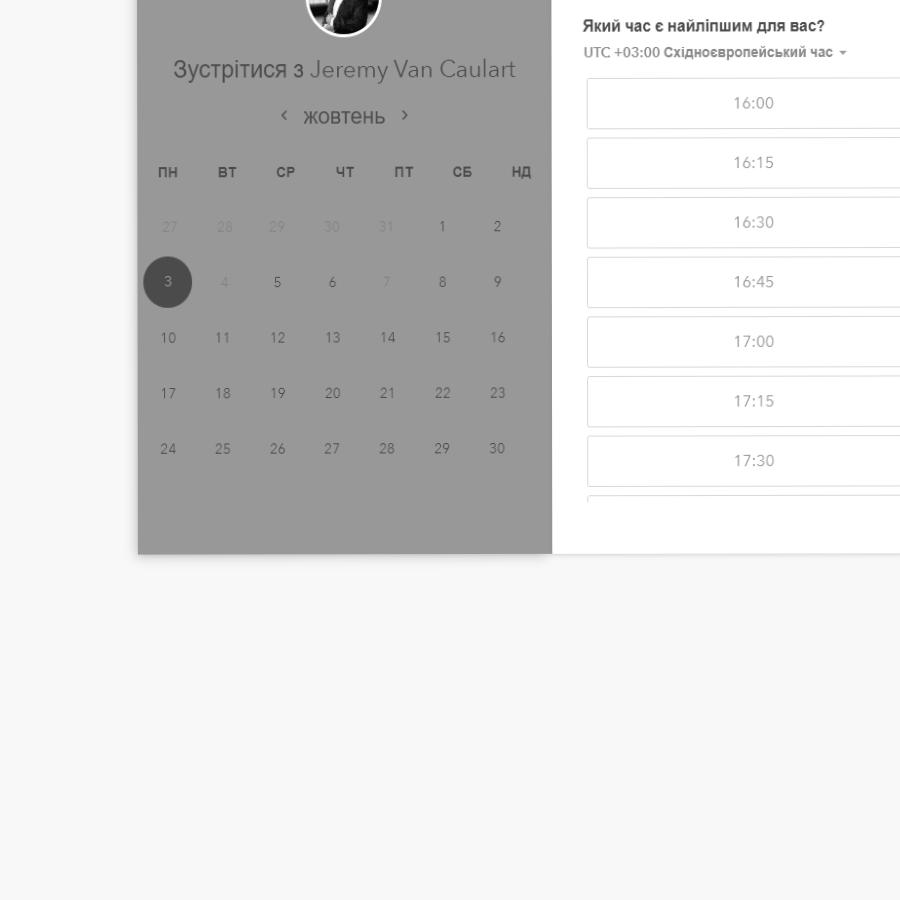 Зустрітися з Jeremy Van Caulart
‹ жовтень ›
ПН ВТ СР ЧТ ПТ СБ НД
27 28 29 30 31 1 2
3 4 5 6 7 8 9
10 11 12 13 14 15 16
17 18 19 20 21 22 23
24 25 26 27 28 29 30
Який час є найліпшим для вас?
UTC +03:00 Східноєвропейський час
16:00
16:15
16:30
16:45
17:00
17:15
17:30